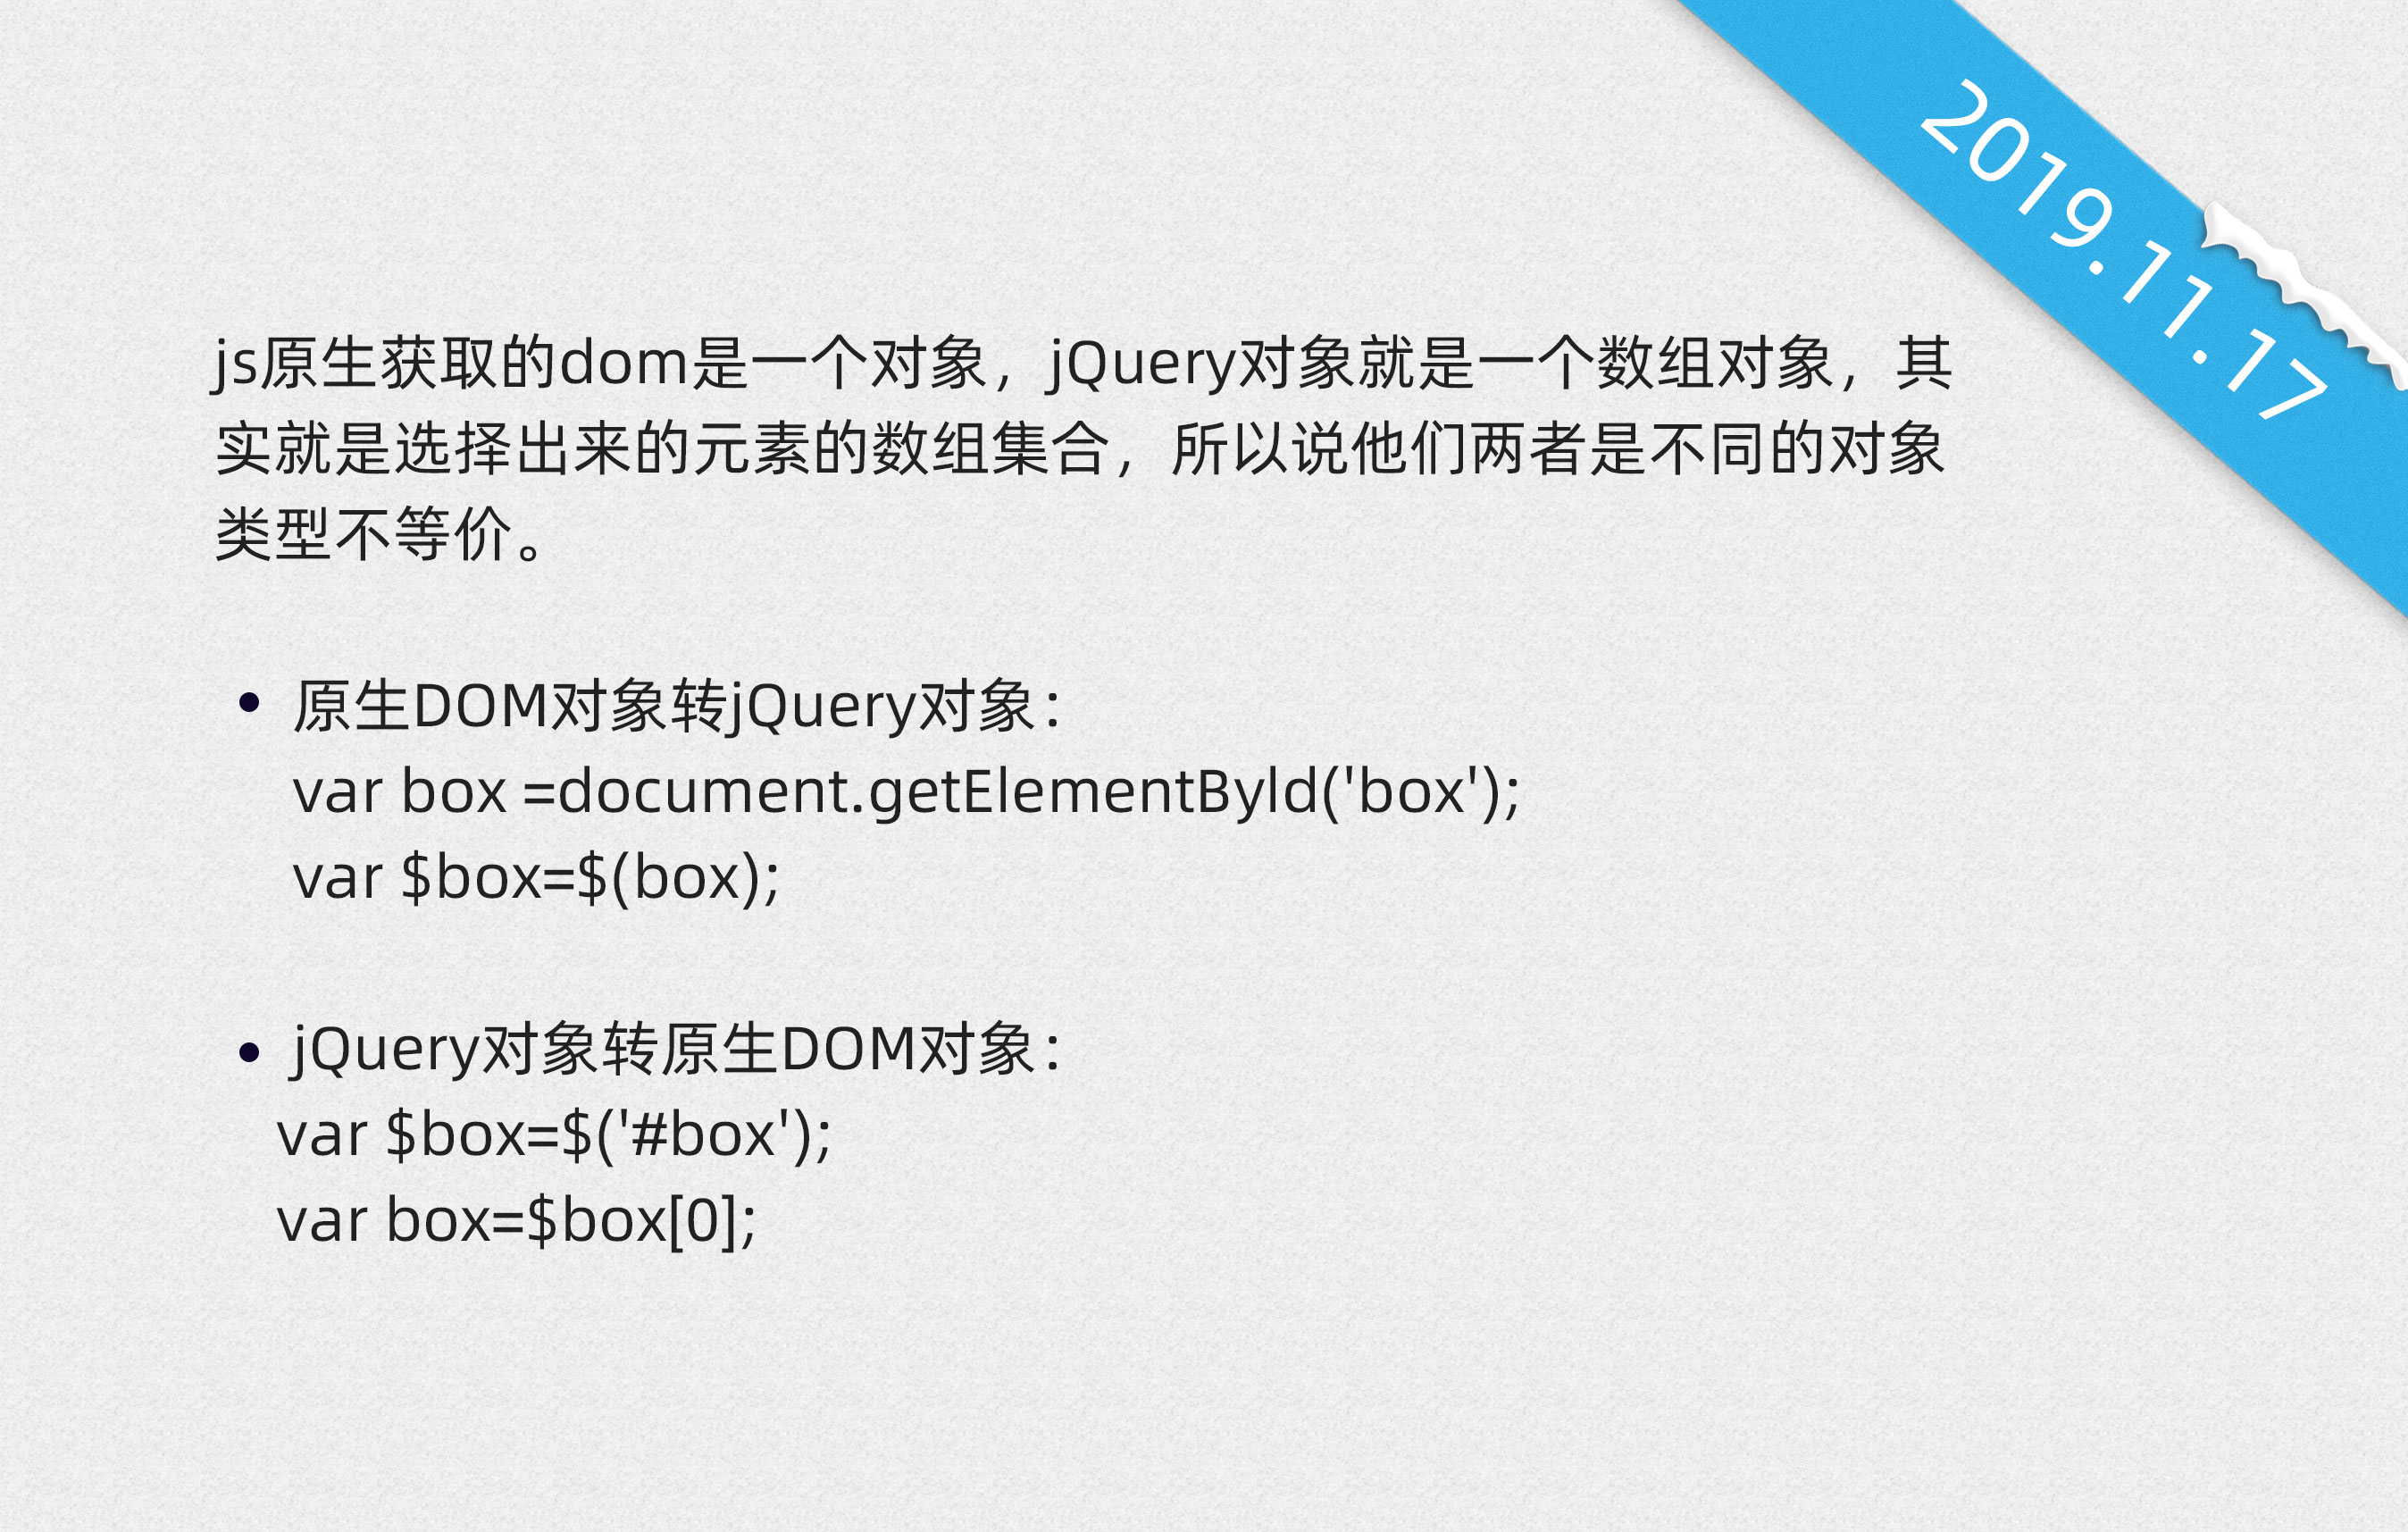 2019.11.17
js原生获取的dom是一个对象，jQuery对象就是一个数组对象，其
实就是选择出来的元素的数组集合，所以说他们两者是不同的对象
类型不等价。
• 原生DOM对象转jQuery对象：
var box =document.getElementById('box');
var $box=$(box);
• jQuery对象转原生DOM对象：
var $box=$('#box');
var box=$box[0];